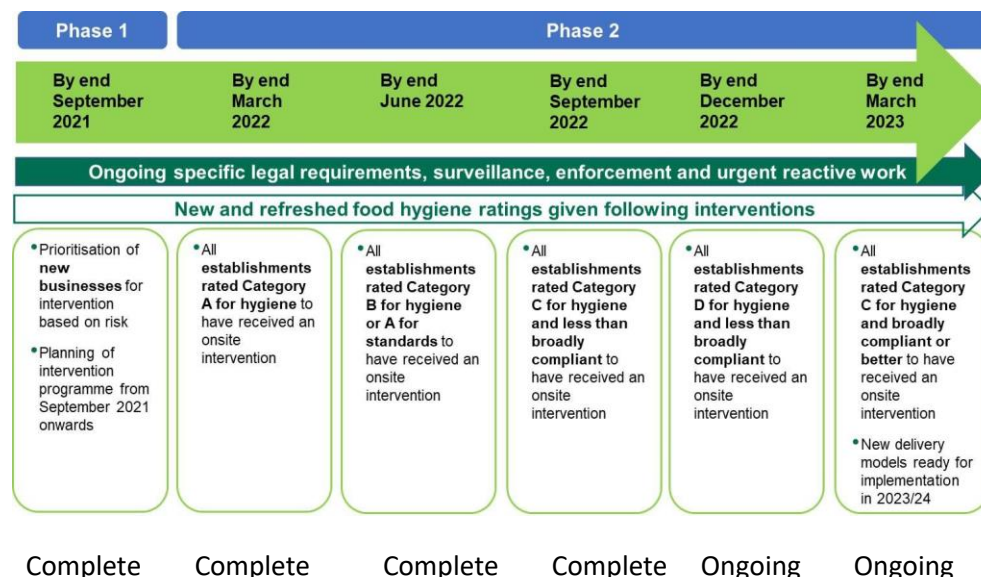 Phase 1
Phase 2
By end
September
2021
By end
March
2022
By end
June 2022
By end
September
2022
By end
December
2022
By end
March
2023
Ongoing specific legal requirements, surveillance, enforcement and urgent reactive work
New and refreshed food hygiene ratings given following interventions
•Prioritisation of
new
businesses for
intervention
based on risk
•Planning of
intervention
programme from
September 2021
onwards
•All
establishments
rated Category
A for hygiene to
have received an
onsite
intervention
•All
establishments
rated Category
B for hygiene
or A for
standards to
have received an
onsite
intervention
•All
establishments
rated Category
C for hygiene
and less than
broadly
compliant to
have received an
onsite
intervention
•All
establishments
rated Category
D for hygiene
and less than
broadly
compliant to
have received an
onsite
intervention
•All
establishments
rated Category
C for hygiene
and broadly
compliant or
better to have
received an
onsite
intervention
•New delivery
models ready for
implementation
in 2023/24
Complete Complete Complete Complete Ongoing Ongoing